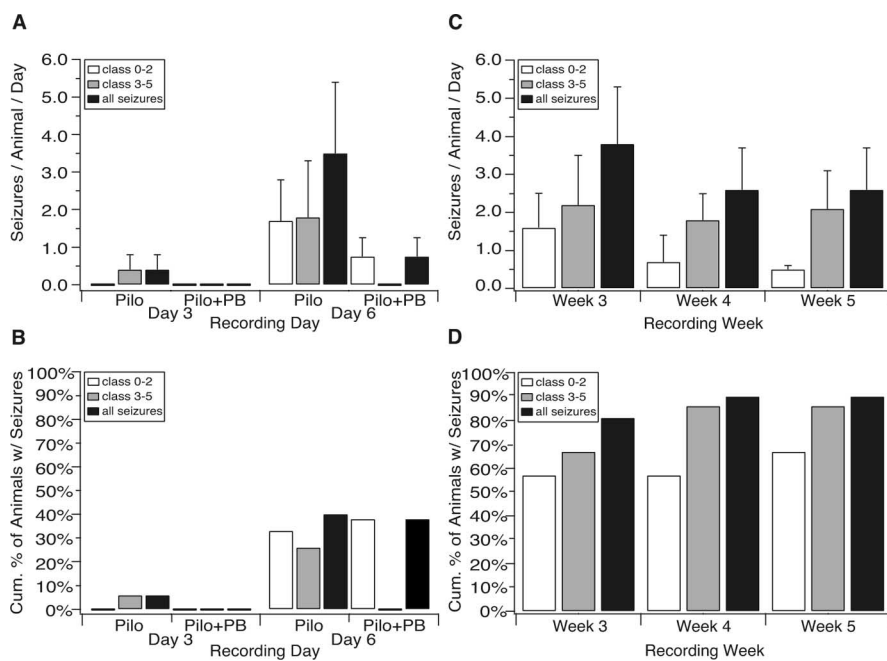 A
Seizures / Animal / Day
6.0
5.0
4.0
3.0
2.0
1.0
0.0
class 0-2
class 3-5
all seizures
Pilo Pilo+PB Pilo Pilo+PB
Day 3 Day 6
Recording Day
B
Cum. % of Animals w/ Seizures
100%
90%
80%
70%
60%
50%
40%
30%
20%
10%
0%
class 0-2
class 3-5
all seizures
Pilo Pilo+PB Pilo Pilo+PB
Day 3 Day 6
Recording Day
C
Seizures / Animal / Day
6.0
5.0
4.0
3.0
2.0
1.0
0.0
class 0-2
class 3-5
all seizures
Week 3 Week 4 Week 5
Recording Week
D
Cum. % of Animals w/ Seizures
100%
90%
80%
70%
60%
50%
40%
30%
20%
10%
0%
class 0-2
class 3-5
all seizures
Week 3 Week 4 Week 5
Recording Week